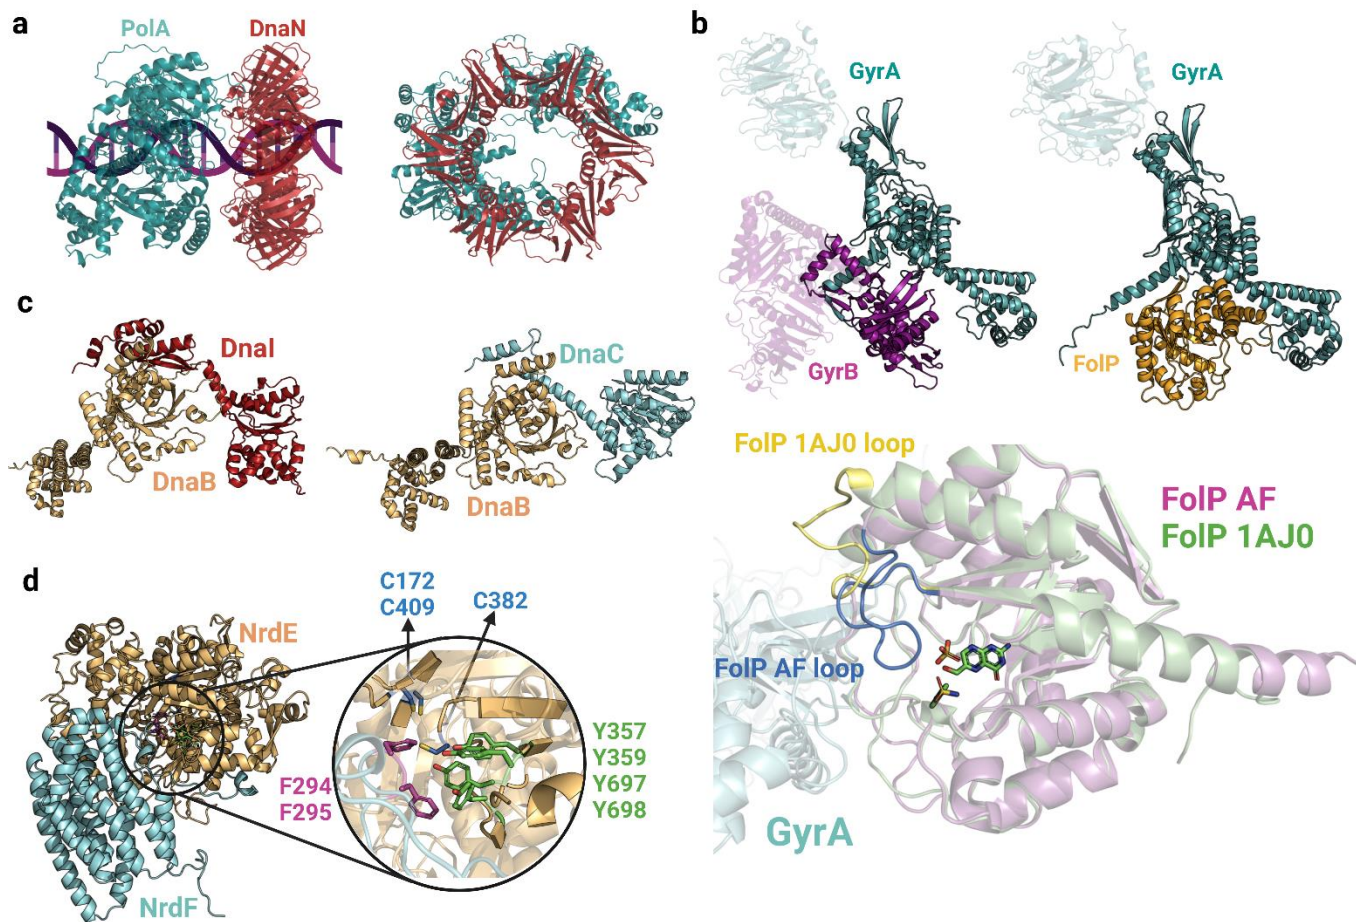 a
PolA
DnaN
b
GyrA
GyrA
GyrB
FolP
c
DnaI
DnaB
DnaC
DnaB
FolP 1AJ0 loop
FolP AF
FolP 1AJ0
FolP AF loop
GyrA
d
NrdE
NrdF
C172
C409
C382
F294
F295
Y357
Y359
Y697
Y698